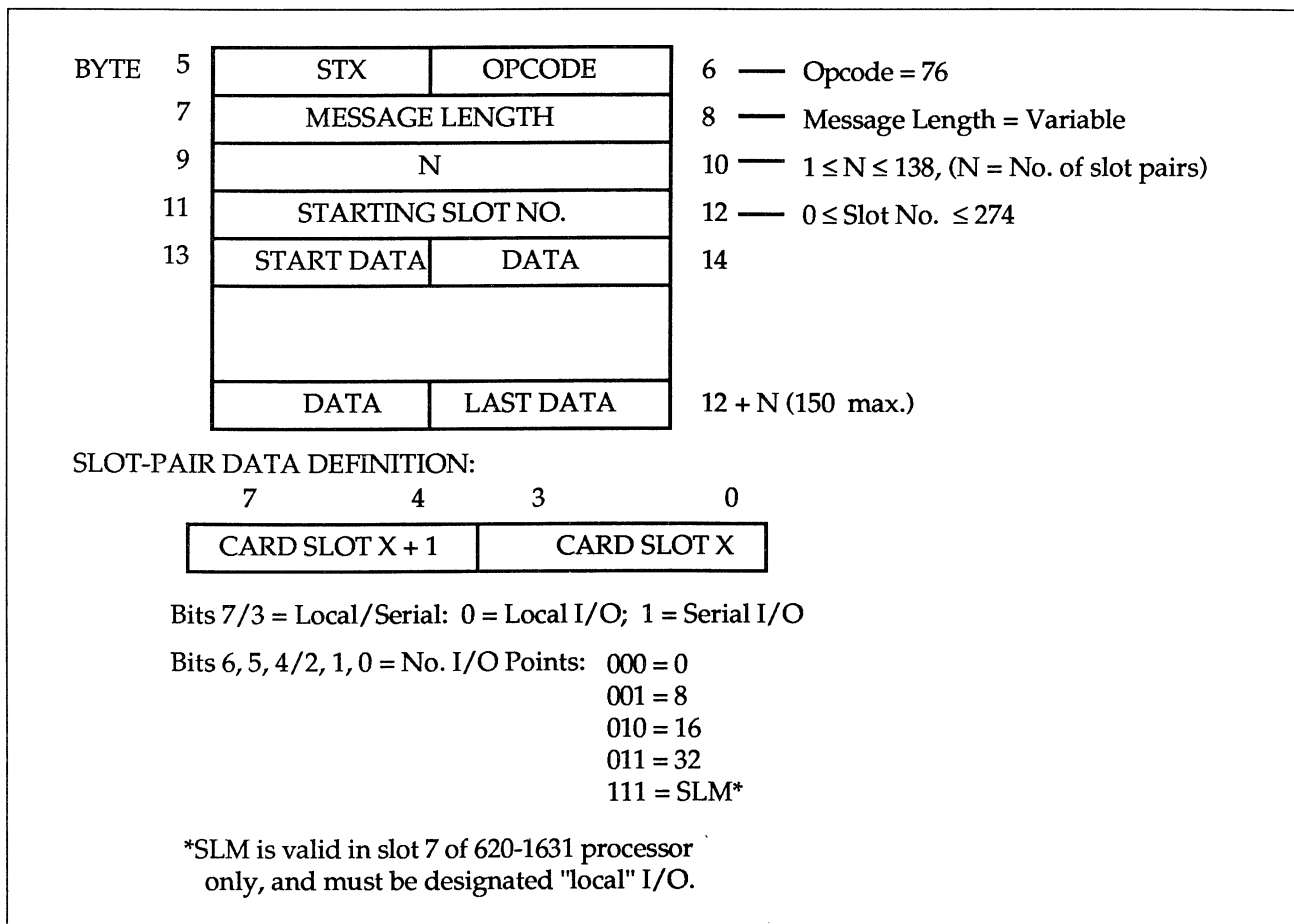 BYTE 5 STX OPCODE 6 — Opcode = 76
7 MESSAGE LENGTH 8 — Message Length = Variable
9 N 10 — 1 ≤ N ≤ 138, (N = No. of slot pairs)
11 STARTING SLOT NO. 12 — 0 ≤ Slot No. ≤ 274
13 START DATA DATA 14
DATA LAST DATA 12 + N (150 max.)
SLOT-PAIR DATA DEFINITION:
7 4 3 0
CARD SLOT X + 1 CARD SLOT X
Bits 7/3 = Local/Serial: 0 = Local I/O; 1 = Serial I/O
Bits 6, 5, 4/2, 1, 0 = No. I/O Points: 000 = 0
001 = 8
010 = 16
011 = 32
111 = SLM*
*SLM is valid in slot 7 of 620-1631 processor
only, and must be designated "local" I/O.